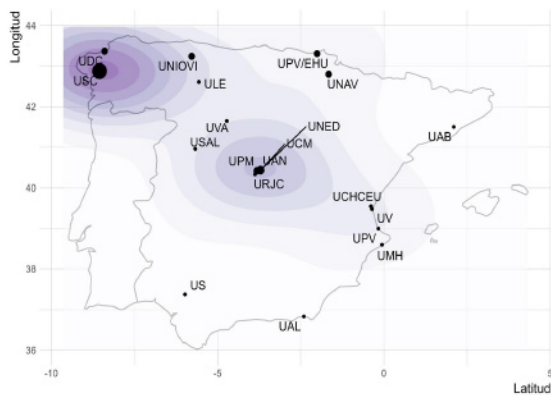 Longitud
44
42
40
38
36
UDC
USC
UNIOVI
ULE
UPV/EHU
UNAV
UVA
USAL
UNED
UCM
UPM
UAN
URJC
UAB
UCHCEU
UV
UPV
UMH
US
UAL
-10
-5
0
5
Latitud